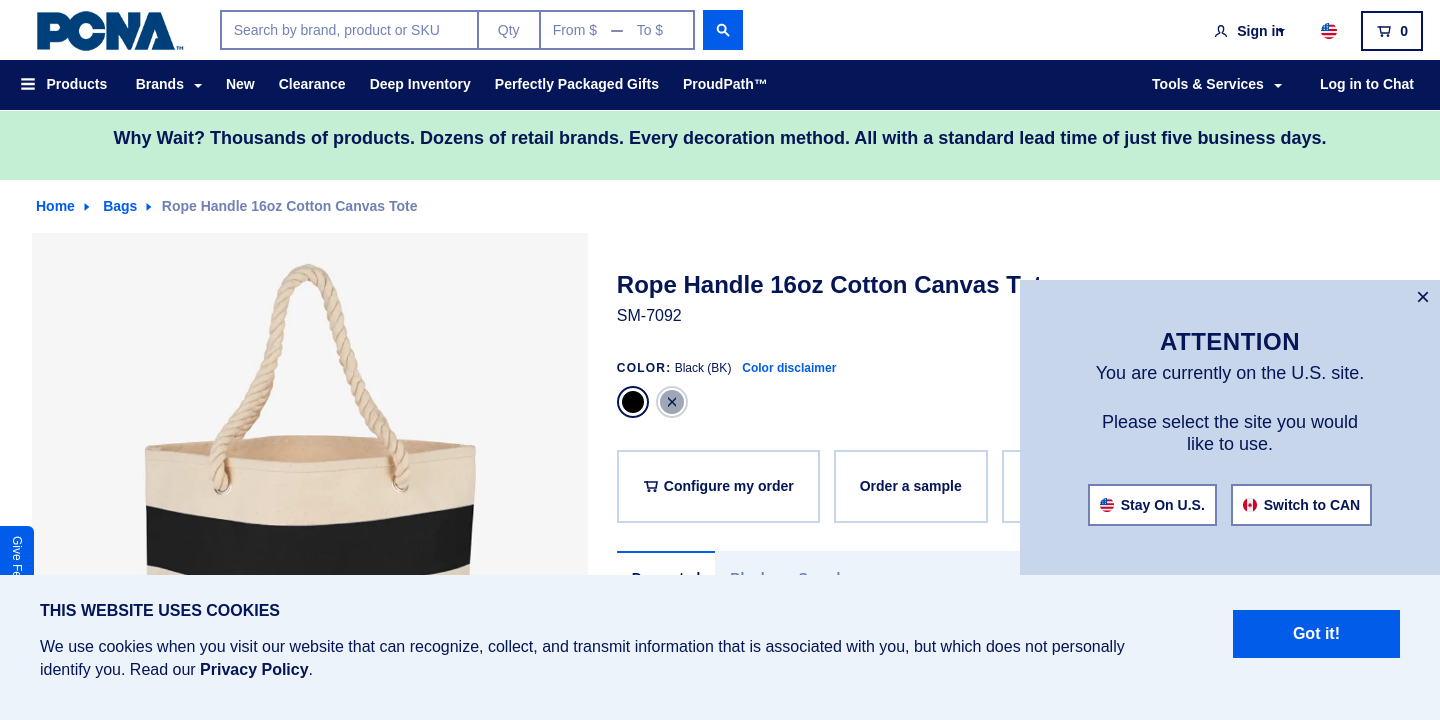 PCNA™
Search by brand, product or SKU
Qty
From $ — To $
Sign in
0
Products
Brands
New
Clearance
Deep Inventory
Perfectly Packaged Gifts
ProudPath™
Tools & Services
Log in to Chat
Why Wait? Thousands of products. Dozens of retail brands. Every decoration method. All with a standard lead time of just five business days.
Home
Bags
Rope Handle 16oz Cotton Canvas Tote
Rope Handle 16oz Cotton Canvas
SM-7092
COLOR: Black (BK) Color disclaimer
Configure my order
Order a sample
ATTENTION
You are currently on the U.S. site.
Please select the site you would
like to use.
Stay On U.S.
Switch to CAN
Give
THIS WEBSITE USES COOKIES
We use cookies when you visit our website that can recognize, collect, and transmit information that is associated with you, but which does not personally
identify you. Read our Privacy Policy.
Got it!